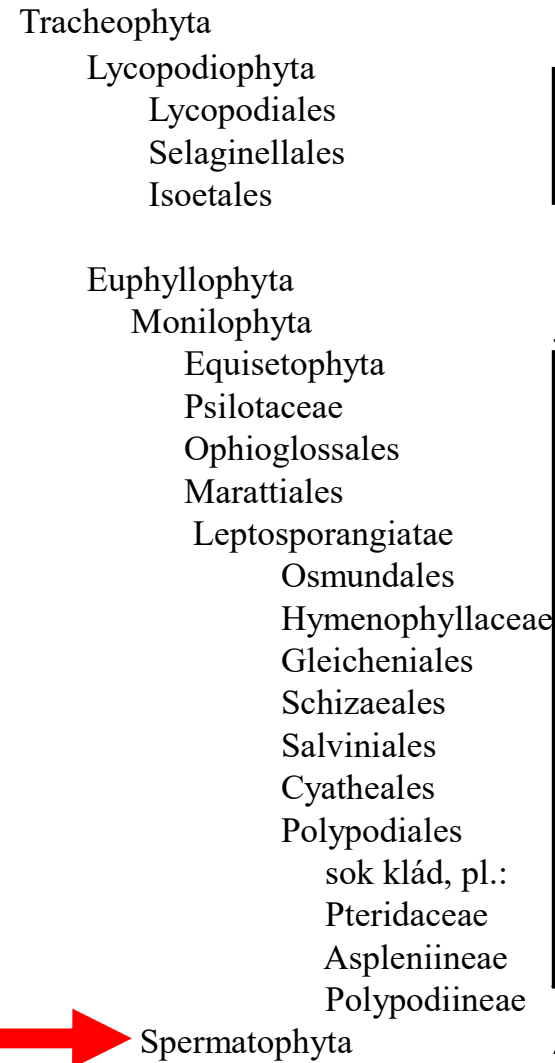 Tracheophyta
Lycopodiophyta
Lycopodiales
Selaginellales
Isoetales
Euphyllophyta
Monilophyta
Equisetophyta
Psilotaceae
Ophioglossales
Marattiales
Leptosporangiatae
Osmundales
Hymenophyllaceae
Gleicheniales
Schizaeales
Salviniales
Cyatheales
Polypodiales
sok klád, pl.:
Pteridaceae
Aspleniineae
Polypodiineae
Spermatophyta